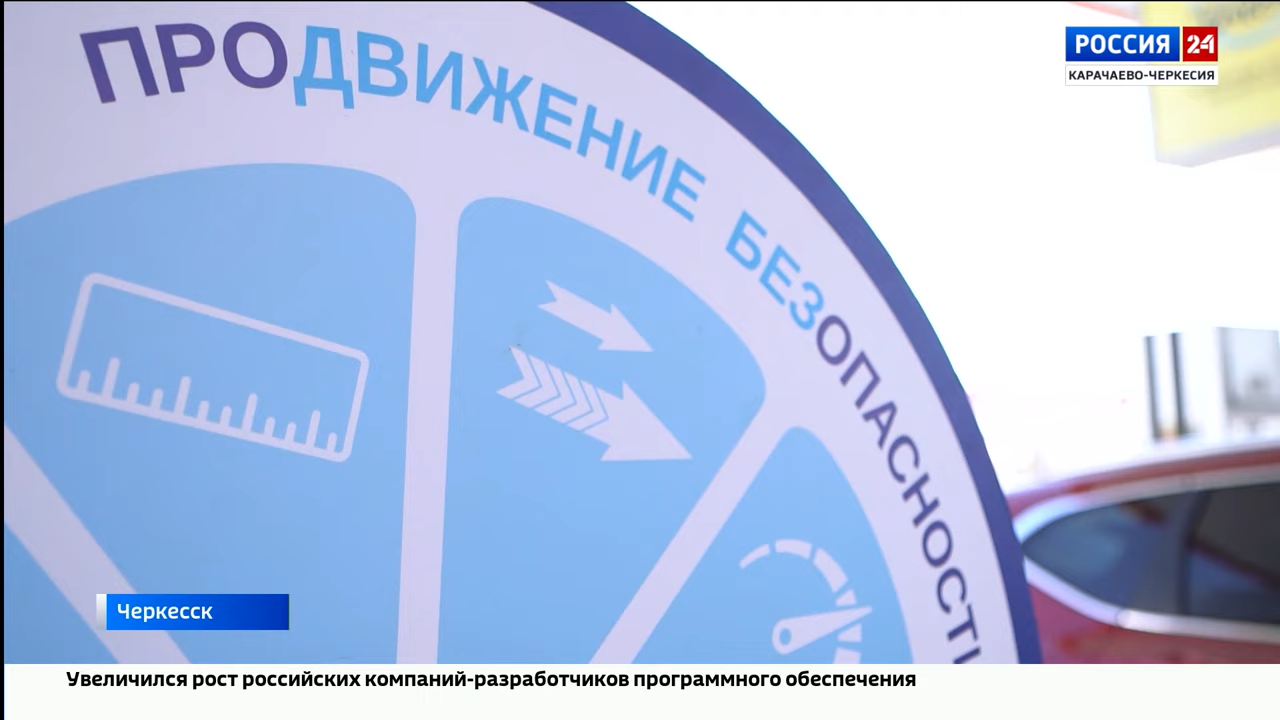 ПРОДВИЖЕНИЕ БЕЗОПАСНОСТИ
РОССИЯ 24
КАРАЧАЕВО-ЧЕРКЕСИЯ
Черкесск
Увеличился рост российских компаний-разработчиков программного обеспечения